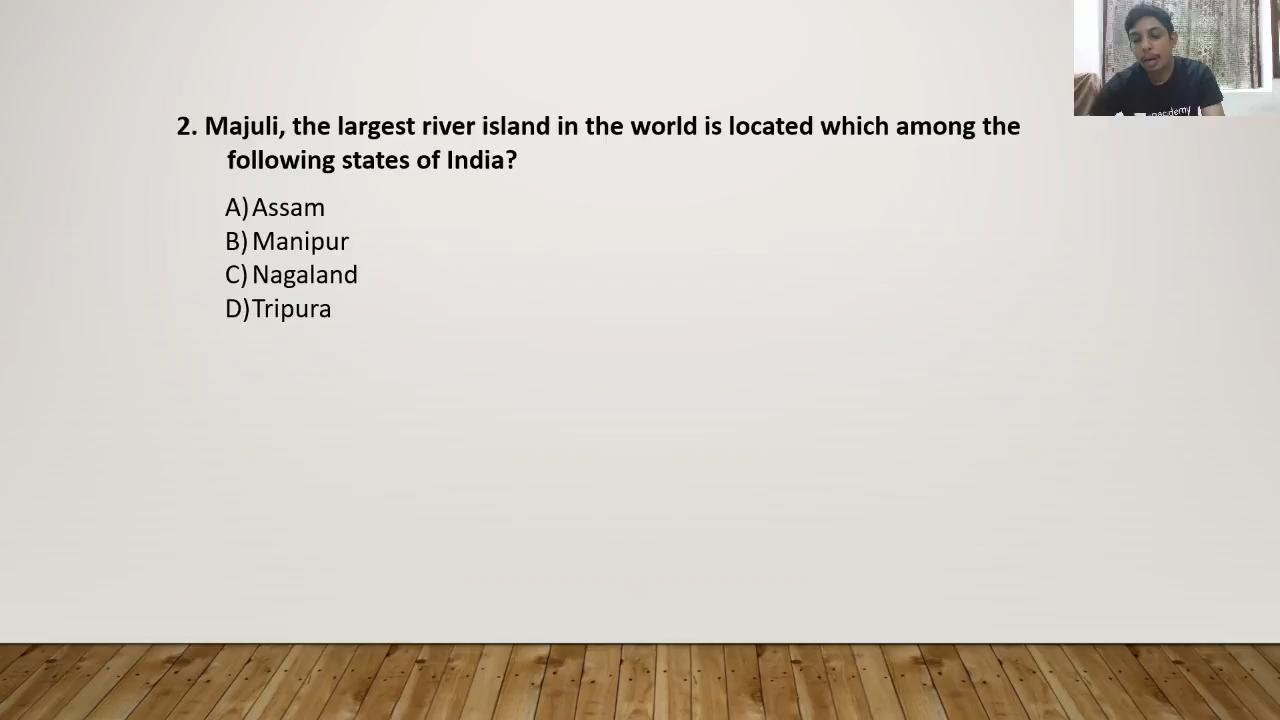 2. Majuli, the largest river island in the world is located which among the
following states of India?
A) Assam
B) Manipur
C) Nagaland
D) Tripura